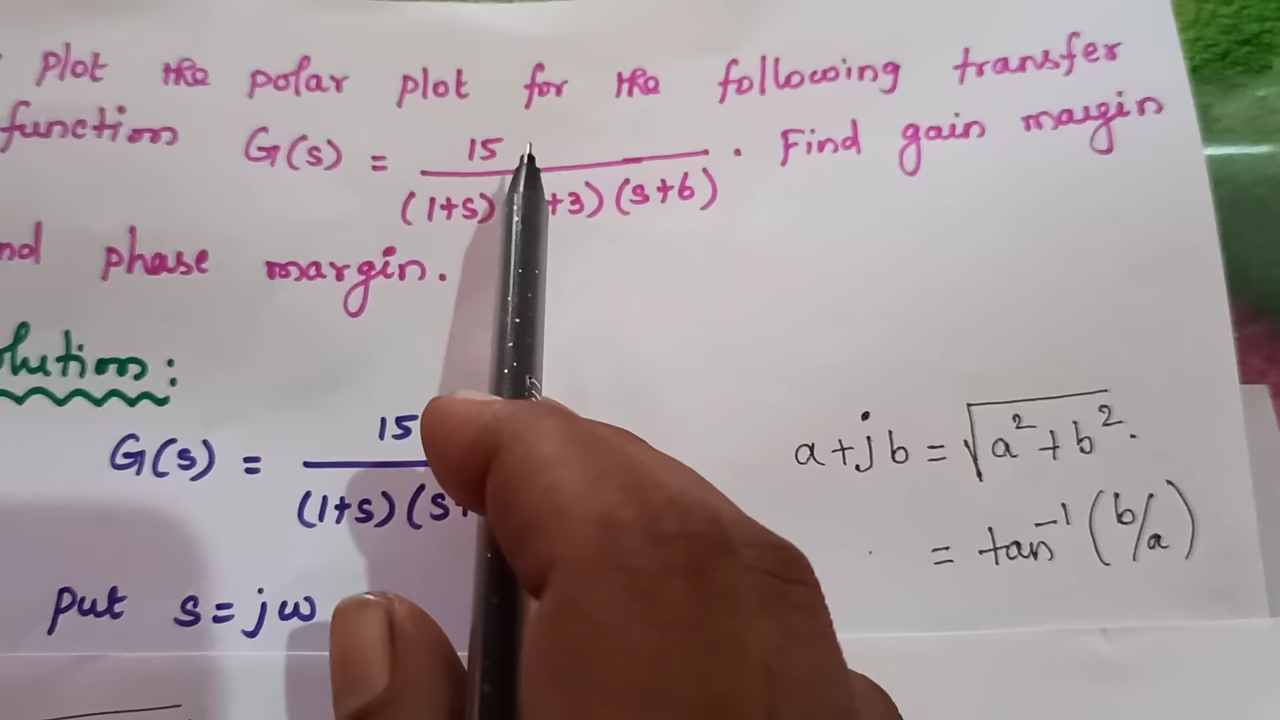 Plot the polar plot for the following transfer
function G(s) = 15 / (1+s) +3) (s+6) . Find gain margin
nd phase margin.
olution:
G(s) = 15 / (1+s) (s+
a+jb = √a²+b².
= tan⁻¹ (b/a)
Put s=jω